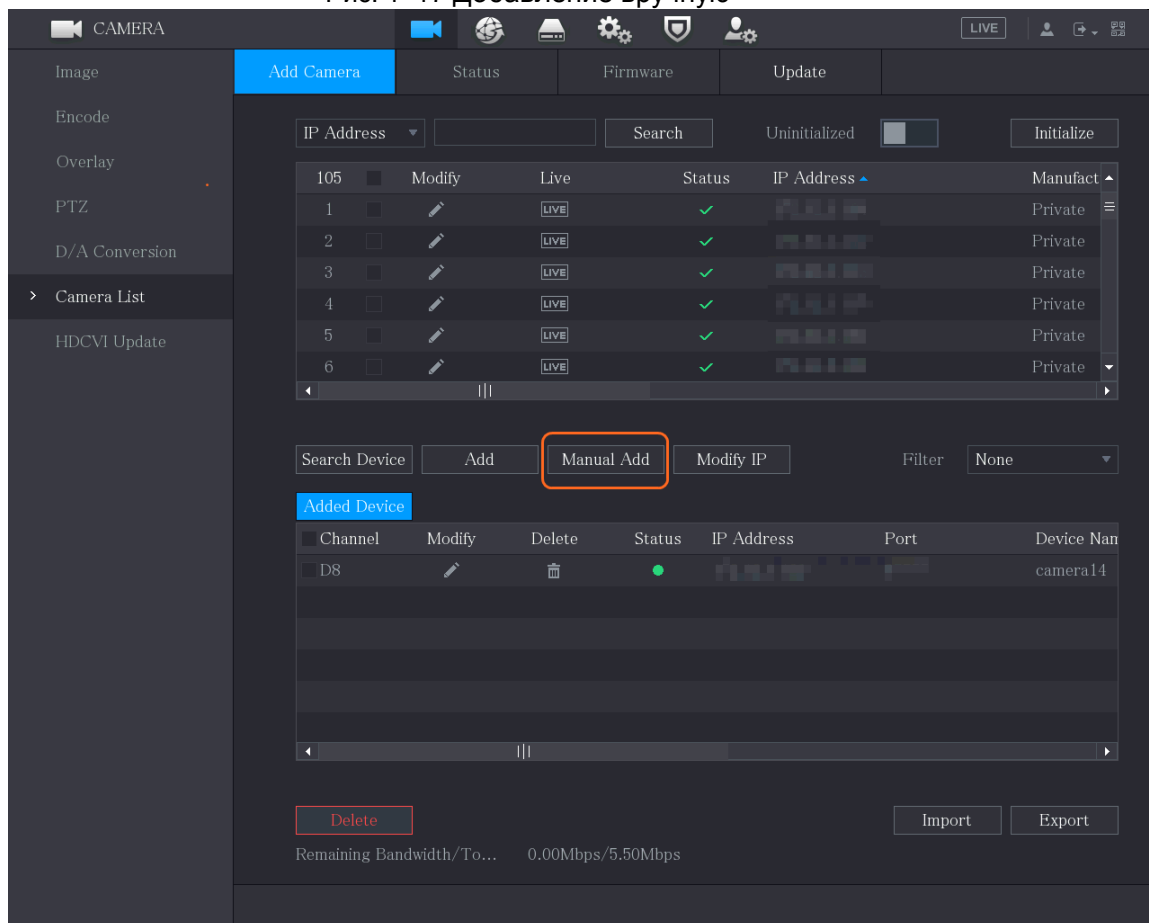 CAMERA LIVE
Image
Encode
Overlay
PTZ
D/A Conversion
Camera List
HDCVI Update
Add Camera Status Firmware Update
IP Address Search Uninitialized Initialize
105 Modify Live Status IP Address Manufact
1 LIVE Private
2 LIVE Private
3 LIVE Private
4 LIVE Private
5 LIVE Private
6 LIVE Private
Search Device Add Manual Add Modify IP Filter None
Added Device
Channel Modify Delete Status IP Address Port Device Nam
D8 camera14
Delete Import Export
Remaining Bandwidth/To... 0.00Mbps/5.50Mbps